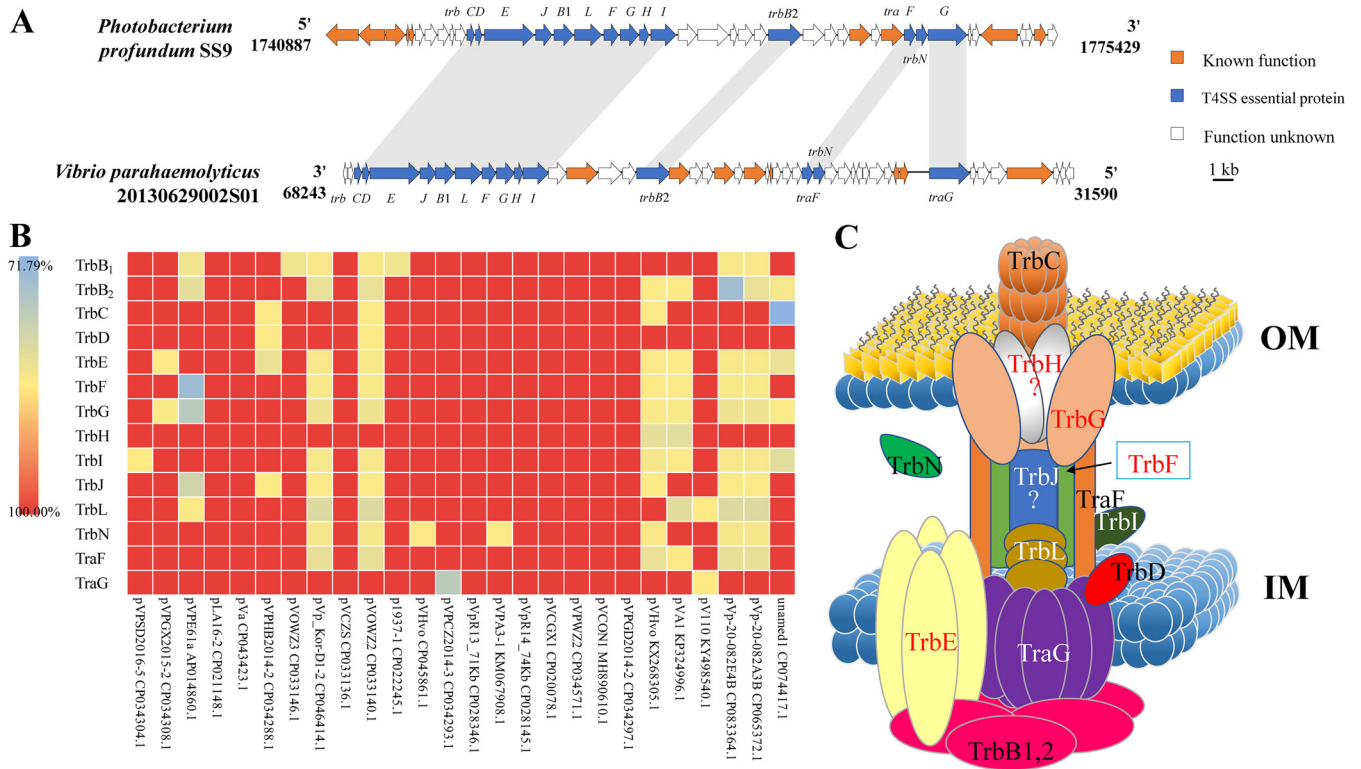 A
Photobacterium
profundum SS9
5’
1740887
trb CD E J B1 L F G H I
trbB2
tra F G
trbN
3’
1775429
Known function
T4SS essential protein
Function unknown
1 kb
Vibrio parahaemolyticus
20130629002S01
3’
68243
trb CD E J B1 L F G H I
trbB2
trbN
traF
traG
5’
31590
B
71.79%
100.00%
TrbB1
TrbB2
TrbC
TrbD
TrbE
TrbF
TrbG
TrbH
TrbI
TrbJ
TrbL
TrbN
TraF
TraG
pVPSD2016-5 CP034304.1
pVPGX2015-2 CP034308.1
pVPE61a AP014860.1
pLA16-2 CP021148.1
pVa CP043423.1
pVPHB2014-2 CP034288.1
pVOWZ3 CP033146.1
pVp_Kor-D1-2 CP046414.1
pVCZS CP033136.1
pVOWZ2 CP033140.1
p1937-1 CP022245.1
pVHvo CP045861.1
pVPCZ2014-3 CP034293.1
pVpR13_71Kb CP028346.1
pVPA3-1 KM067908.1
pVpR14_74Kb CP028145.1
pVCGX1 CP020078.1
pVPWZ2 CP034571.1
pVCON1 MH890610.1
pVPGD2014-2 CP034297.1
pVHvo KX268305.1
pVA1 KP324996.1
pV110 KY498540.1
pVp-20-082E4B CP083364.1
pVp-20-082A3B CP065372.1
unamed1 CP074417.1
C
TrbC
OM
TrbH
?
TrbG
TrbN
TrbF
TrbJ
?
TraF
TrbI
TrbL
TrbD
IM
TrbE
TraG
TrbB1,2